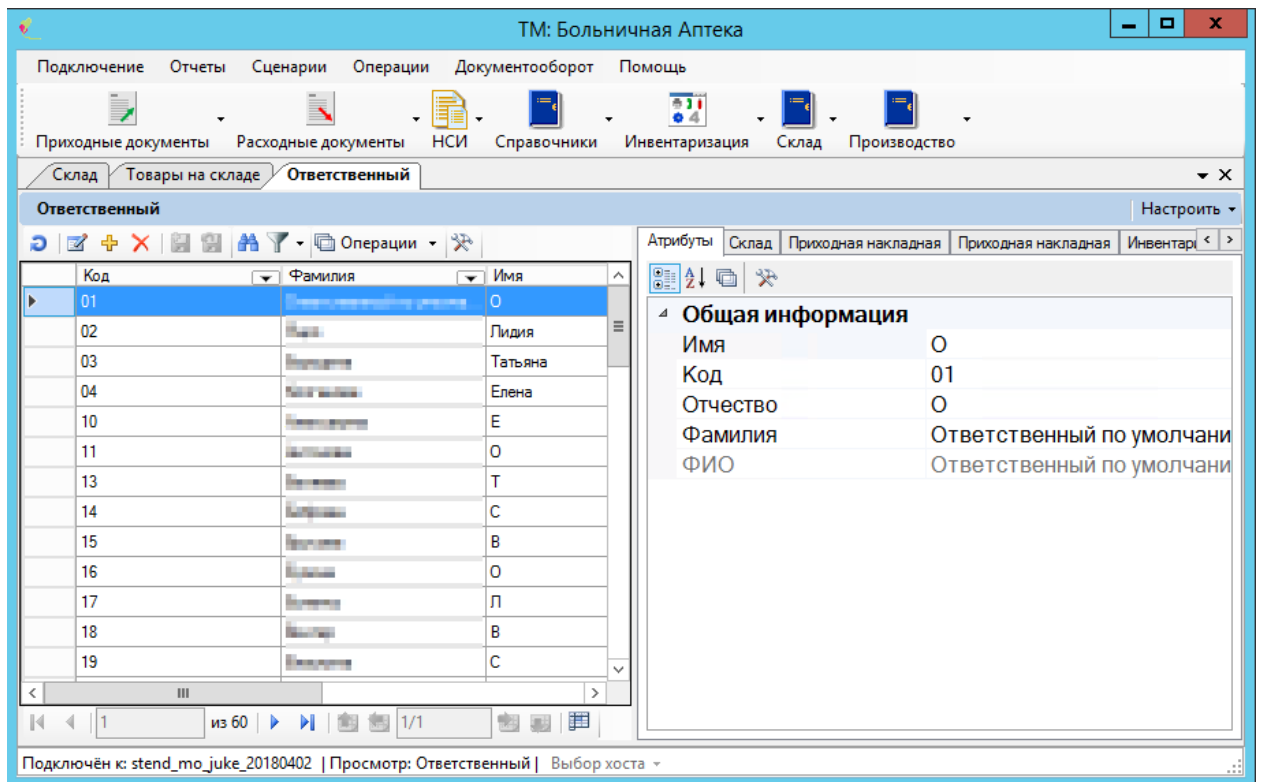 ТМ: Больничная Аптека
Подключение Отчеты Сценарии Операции Документооборот Помощь
Приходные документы Расходные документы НСИ Справочники Инвентаризация Склад Производство
Склад Товары на складе Ответственный
Ответственный Настроить
Операции
Атрибуты Склад Приходная накладная Приходная накладная Инвентар
Код Фамилия Имя
01 О
02 Лидия
03 Татьяна
04 Елена
10 Е
11 О
13 Т
14 С
15 В
16 О
17 Л
18 В
19 С
1 из 60 1/1
Общая информация
Имя О
Код 01
Отчество О
Фамилия Ответственный по умолчани
ФИО Ответственный по умолчани
Подключён к: stend_mo_juke_20180402 | Просмотр: Ответственный | Выбор хоста